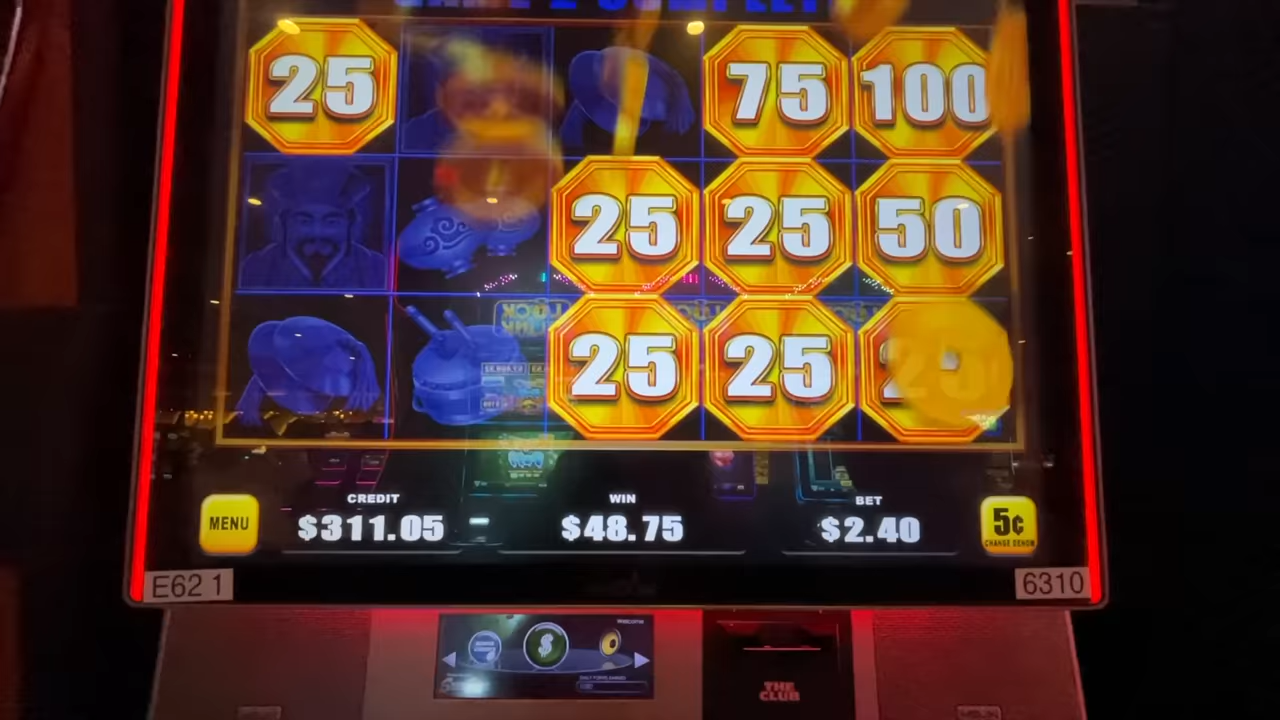 25
75
100
25
25
50
25
25
25
CREDIT
WIN
BET
MENU
$311.05
$48.75
$2.40
5¢
CHANGE DENOM
E62 1
6310
THE
CLUB